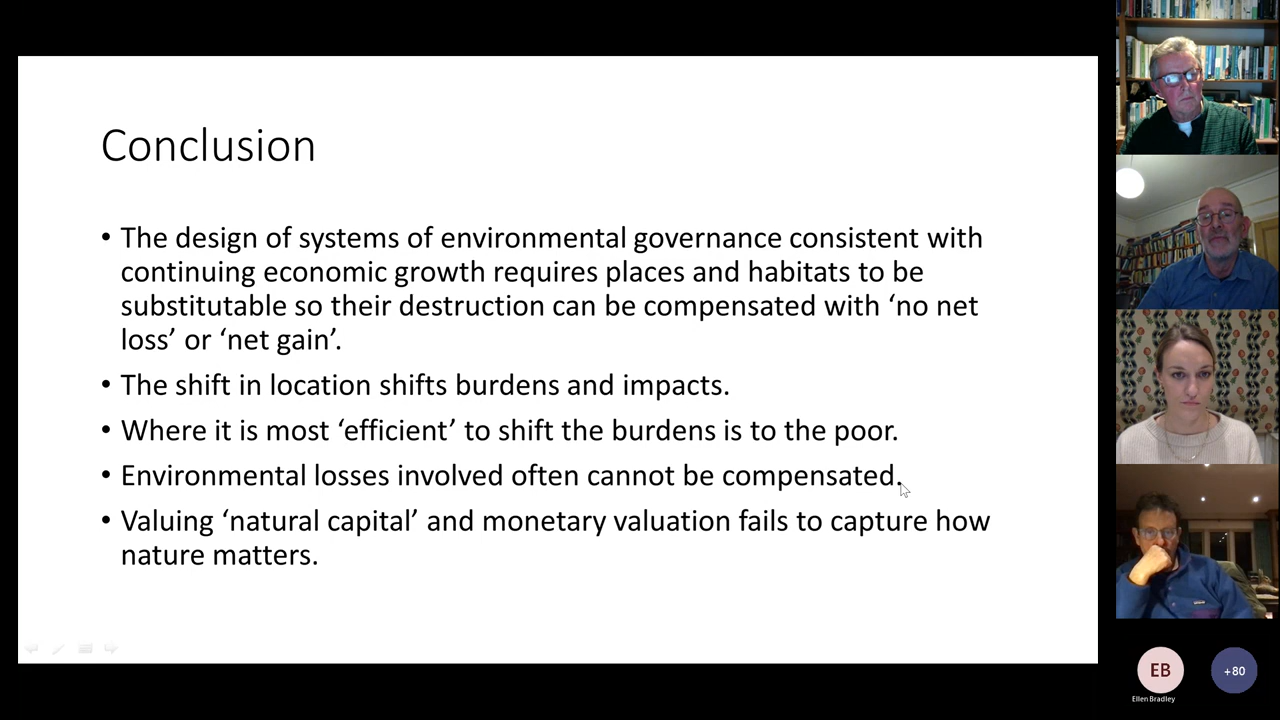 Conclusion
• The design of systems of environmental governance consistent with
continuing economic growth requires places and habitats to be
substitutable so their destruction can be compensated with ‘no net
loss’ or ‘net gain’.
• The shift in location shifts burdens and impacts.
• Where it is most ‘efficient’ to shift the burdens is to the poor.
• Environmental losses involved often cannot be compensated.
• Valuing ‘natural capital’ and monetary valuation fails to capture how
nature matters.
EB
+80
Ellen Bradley